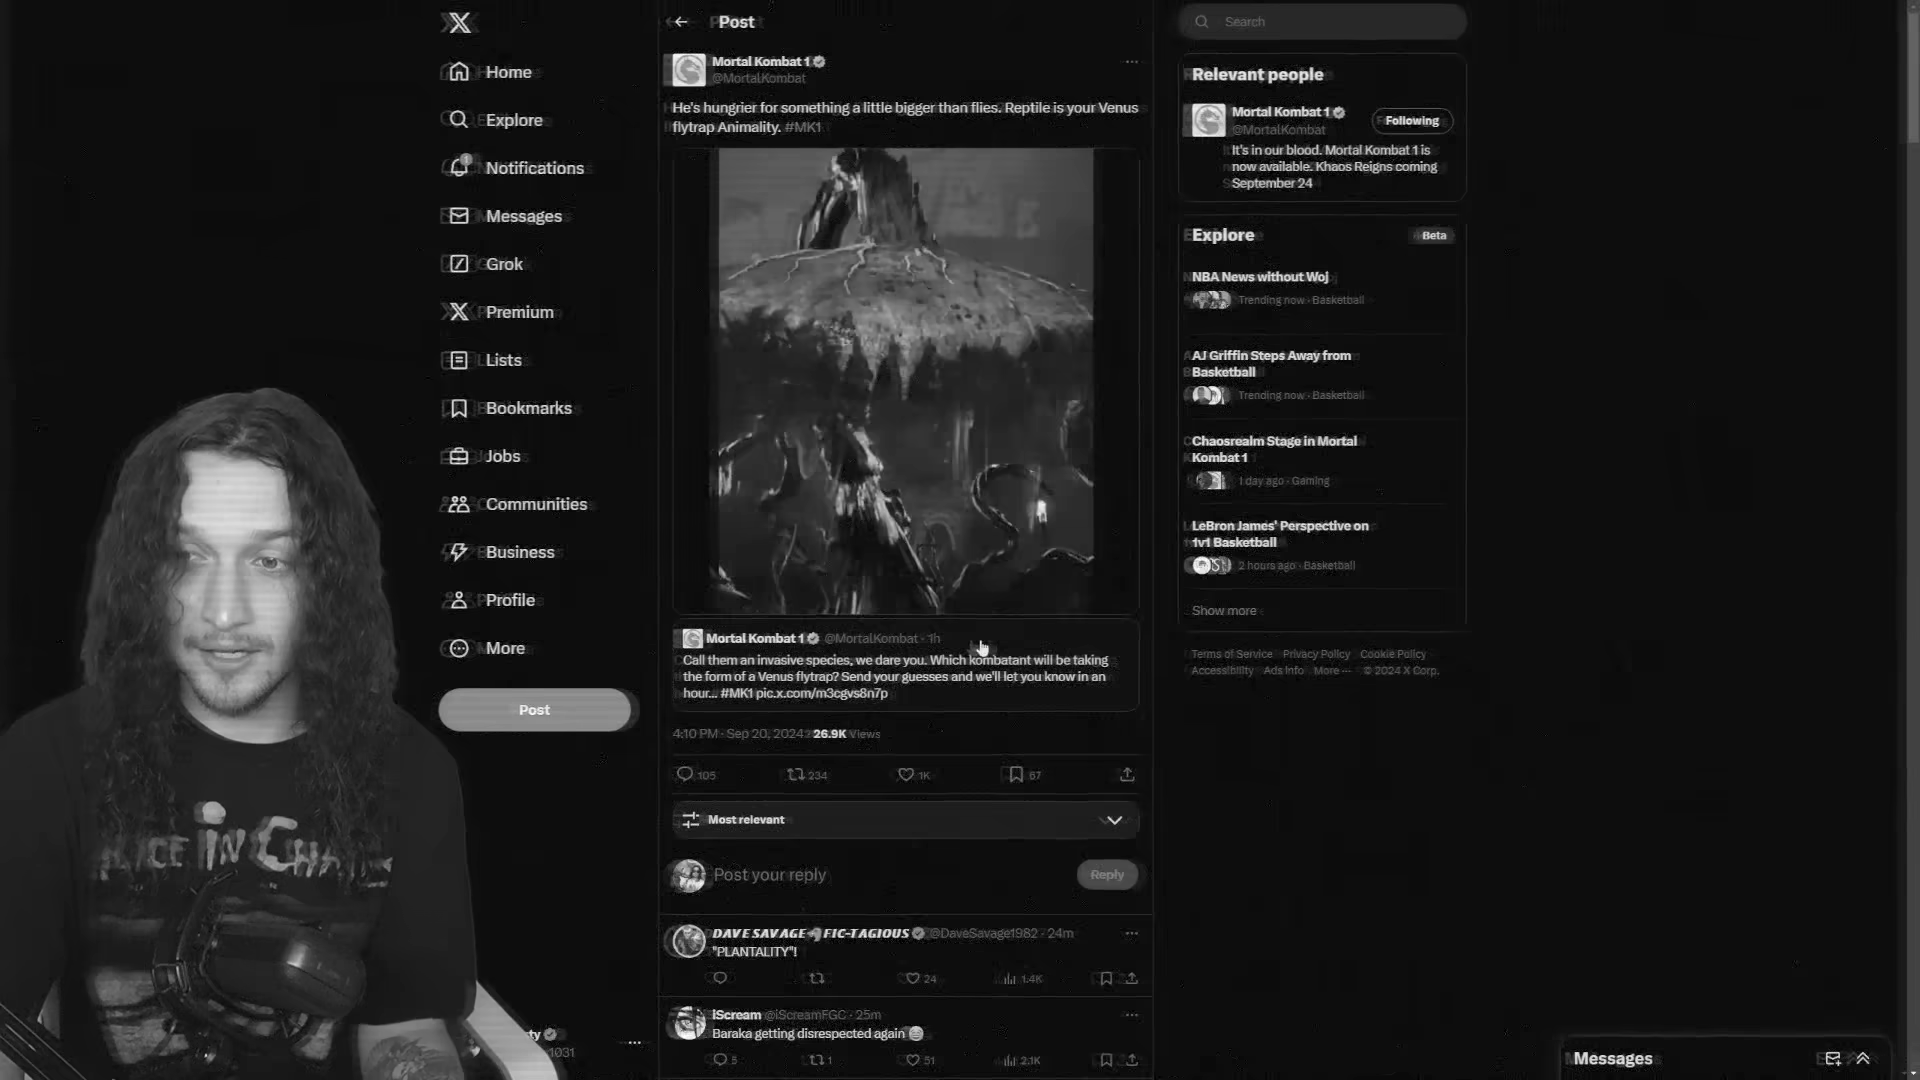 Home
Explore
Notifications
Messages
Grok
Premium
Lists
Bookmarks
Jobs
Communities
Business
Profile
More
Post
1031
Post
Mortal Kombat 1
@MortalKombat
He's hungrier for something a little bigger than flies. Reptile is your Venus
flytrap Animality. #MK1
Mortal Kombat 1 @MortalKombat · 1h
Call them an invasive species, we dare you. Which kombatant will be taking
the form of a Venus flytrap? Send your guesses and we'll let you know in an
hour... #MK1 pic.x.com/m3cgvs8n7p
4:10 PM · Sep 20, 2024 · 26.9K Views
105 234 1K 67
Most relevant
Post your reply
Reply
DAVE SAVAGE FIC-TAGIOUS @DaveSavage1982 · 24m
"PLANTALITY"!
24 1.4K
iScream @iScreamFGC · 25m
Baraka getting disrespected again
5 1 51 2.1K
Search
Relevant people
Mortal Kombat 1
@MortalKombat
Following
It's in our blood. Mortal Kombat 1 is
now available. Khaos Reigns coming
September 24
Explore
Beta
NBA News without Woj
Trending now · Basketball
AJ Griffin Steps Away from
Basketball
Trending now · Basketball
Chaosrealm Stage in Mortal
Kombat 1
1 day ago · Gaming
LeBron James' Perspective on
1v1 Basketball
2 hours ago · Basketball
Show more
Terms of Service Privacy Policy Cookie Policy
Accessibility Ads info More ··· © 2024 X Corp.
Messages
ALICE IN CHAINS